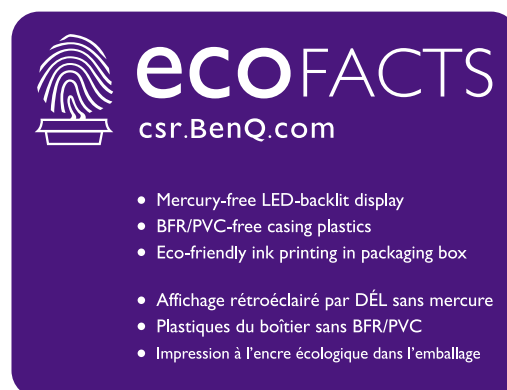 ecoFACTS
csr.BenQ.com
• Mercury-free LED-backlit display
• BFR/PVC-free casing plastics
• Eco-friendly ink printing in packaging box
• Affichage rétroéclairé par DÉL sans mercure
• Plastiques du boîtier sans BFR/PVC
• Impression à l'encre écologique dans l'emballage